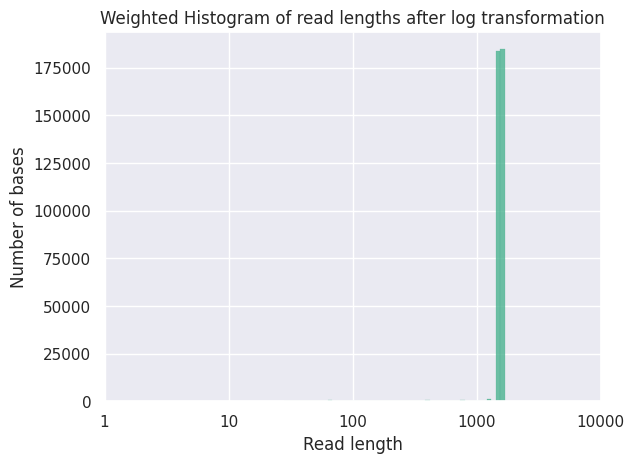 Weighted Histogram of read lengths after log transformation
175000
150000
125000
100000
75000
50000
25000
0
Number of bases
1 10 100 1000 10000
Read length